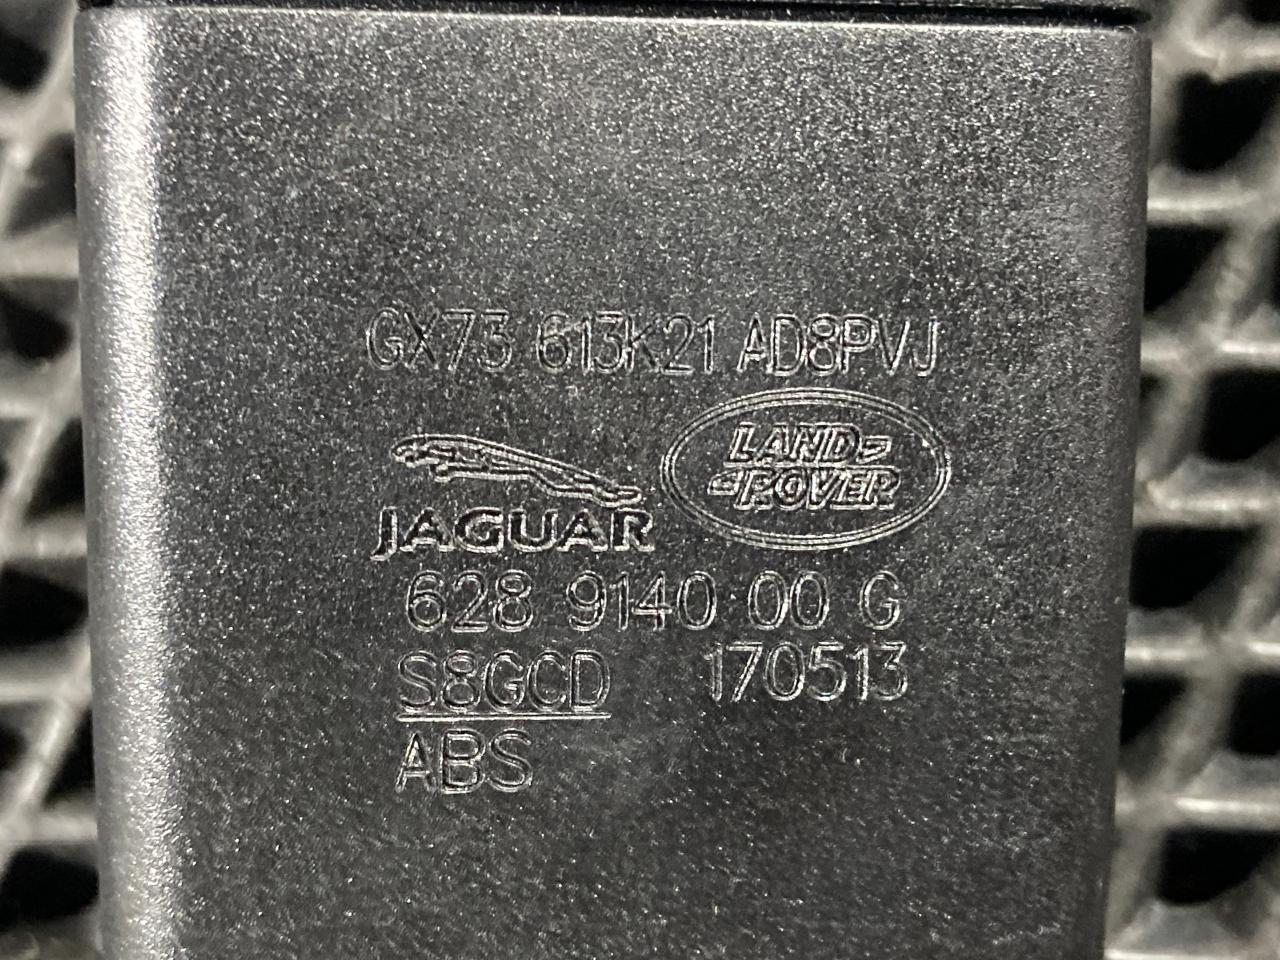 GX73 613K21 AD8PVJ
LAND
ROVER
JAGUAR
628 9140 00 G
S8GCD 170513
ABS